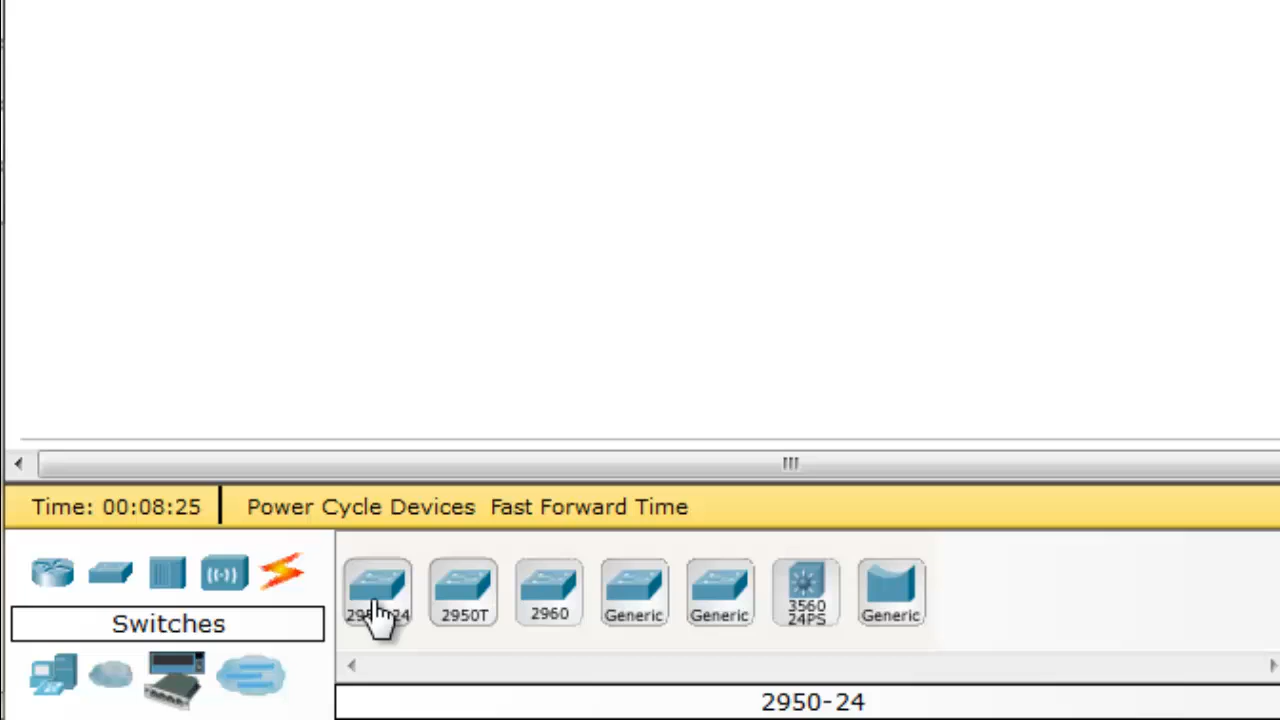 Time: 00:08:25 Power Cycle Devices Fast Forward Time
Switches
2950T
2960
Generic
Generic
3560
24PS
Generic
2950-24